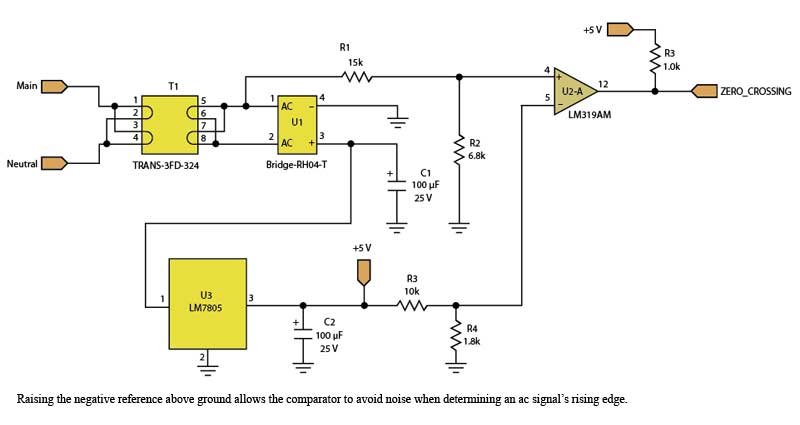 +5 V
R3
1.0k
R1
15k
4
+
U2-A
12
5
−
LM319AM
ZERO_CROSSING
Main
T1
1
2
3
4
5
6
7
8
TRANS-3FD-324
1
AC
−
4
U1
2
AC
+
3
Bridge-RH04-T
Neutral
R2
6.8k
+
C1
100 µF
25 V
+5 V
U3
LM7805
1
3
2
R3
10k
+
C2
100 µF
25 V
R4
1.8k
Raising the negative reference above ground allows the comparator to avoid noise when determining an ac signal’s rising edge.